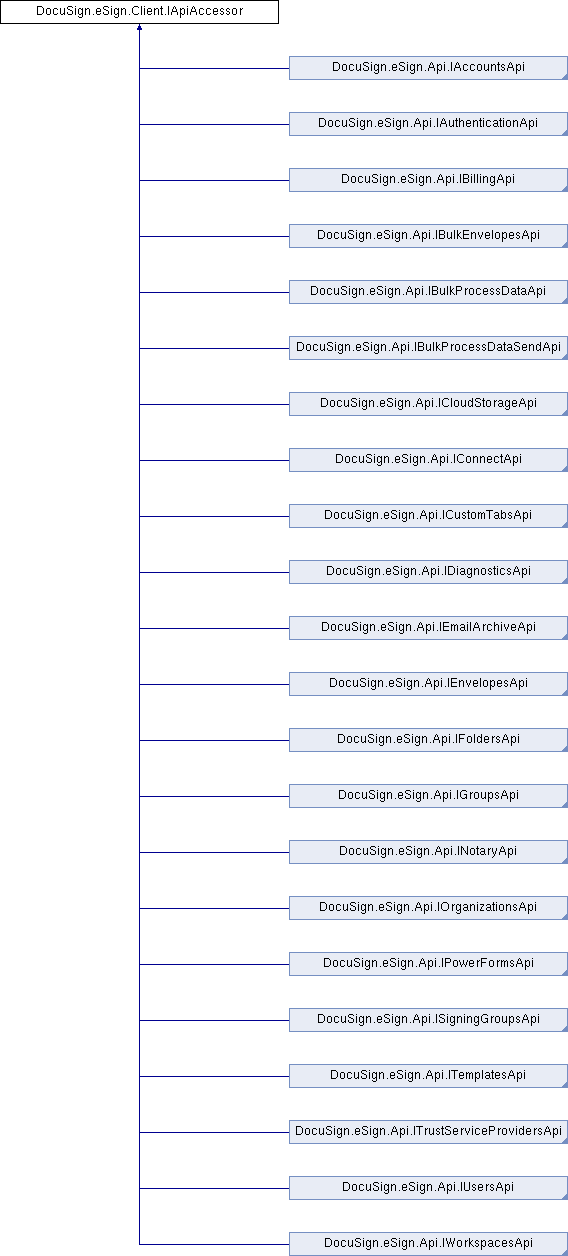 DocuSign.eSign.Client.IApiAccessor
DocuSign.eSign.Api.IAccountsApi
DocuSign.eSign.Api.IAuthenticationApi
DocuSign.eSign.Api.IBillingApi
DocuSign.eSign.Api.IBulkEnvelopesApi
DocuSign.eSign.Api.IBulkProcessDataApi
DocuSign.eSign.Api.IBulkProcessDataSendApi
DocuSign.eSign.Api.ICloudStorageApi
DocuSign.eSign.Api.IConnectApi
DocuSign.eSign.Api.ICustomTabsApi
DocuSign.eSign.Api.IDiagnosticsApi
DocuSign.eSign.Api.IEmailArchiveApi
DocuSign.eSign.Api.IEnvelopesApi
DocuSign.eSign.Api.IFoldersApi
DocuSign.eSign.Api.IGroupsApi
DocuSign.eSign.Api.INotaryApi
DocuSign.eSign.Api.IOrganizationsApi
DocuSign.eSign.Api.IPowerFormsApi
DocuSign.eSign.Api.ISigningGroupsApi
DocuSign.eSign.Api.ITemplatesApi
DocuSign.eSign.Api.ITrustServiceProvidersApi
DocuSign.eSign.Api.IUsersApi
DocuSign.eSign.Api.IWorkspacesApi